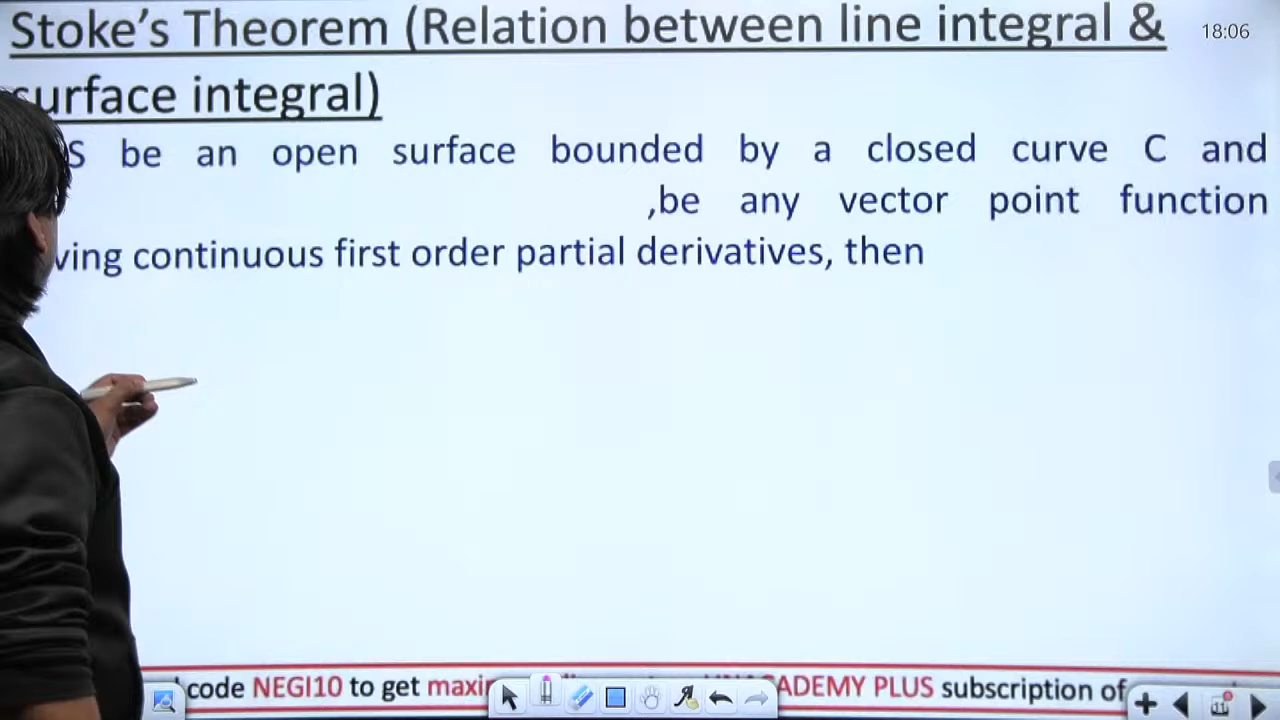 Stoke's Theorem (Relation between line integral &
18:06
surface integral)
S be an open surface bounded by a closed curve C and
,be any vector point function
ving continuous first order partial derivatives, then
code NEGI10 to get maxi ACADEMY PLUS subscription of
11